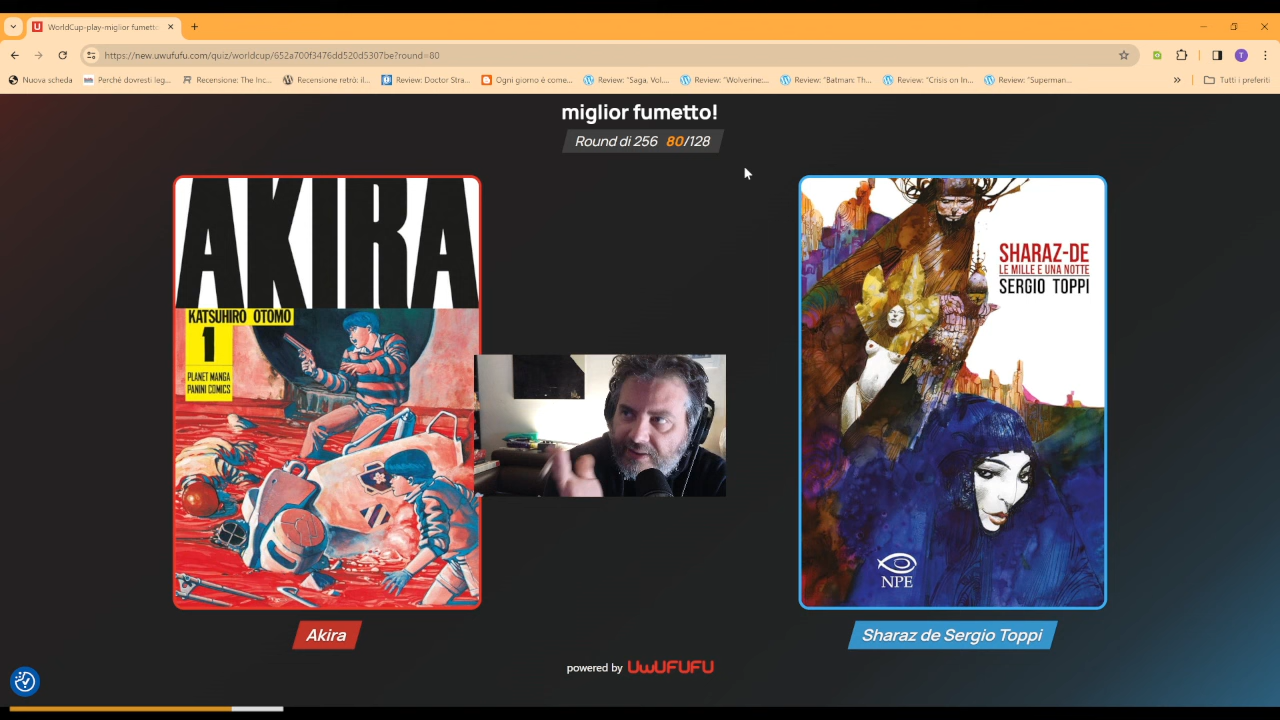 WorldCup-play-miglior fumetto
https://new.uwufufu.com/quiz/worldcup/652a700f3476dd520d5307be?round=80
T
Nuova scheda
Perché dovresti leg...
Recensione: The Inc...
Recensione retrò: il...
Review: Doctor Stra...
Ogni giorno è come...
Review: "Saga, Vol....
Review: "Wolverine;...
Review: "Batman: Th...
Review: "Crisis on In...
Review: "Superman...
»
Tutti i preferiti
miglior fumetto!
Round di 256 80/128
AKIRA
KATSUHIRO OTOMO
1
PLANET MANGA
PANINI COMICS
SHARAZ-DE
LE MILLE E UNA NOTTE
SERGIO TOPPI
NPE
Akira
Sharaz de Sergio Toppi
powered by UwUFUFU